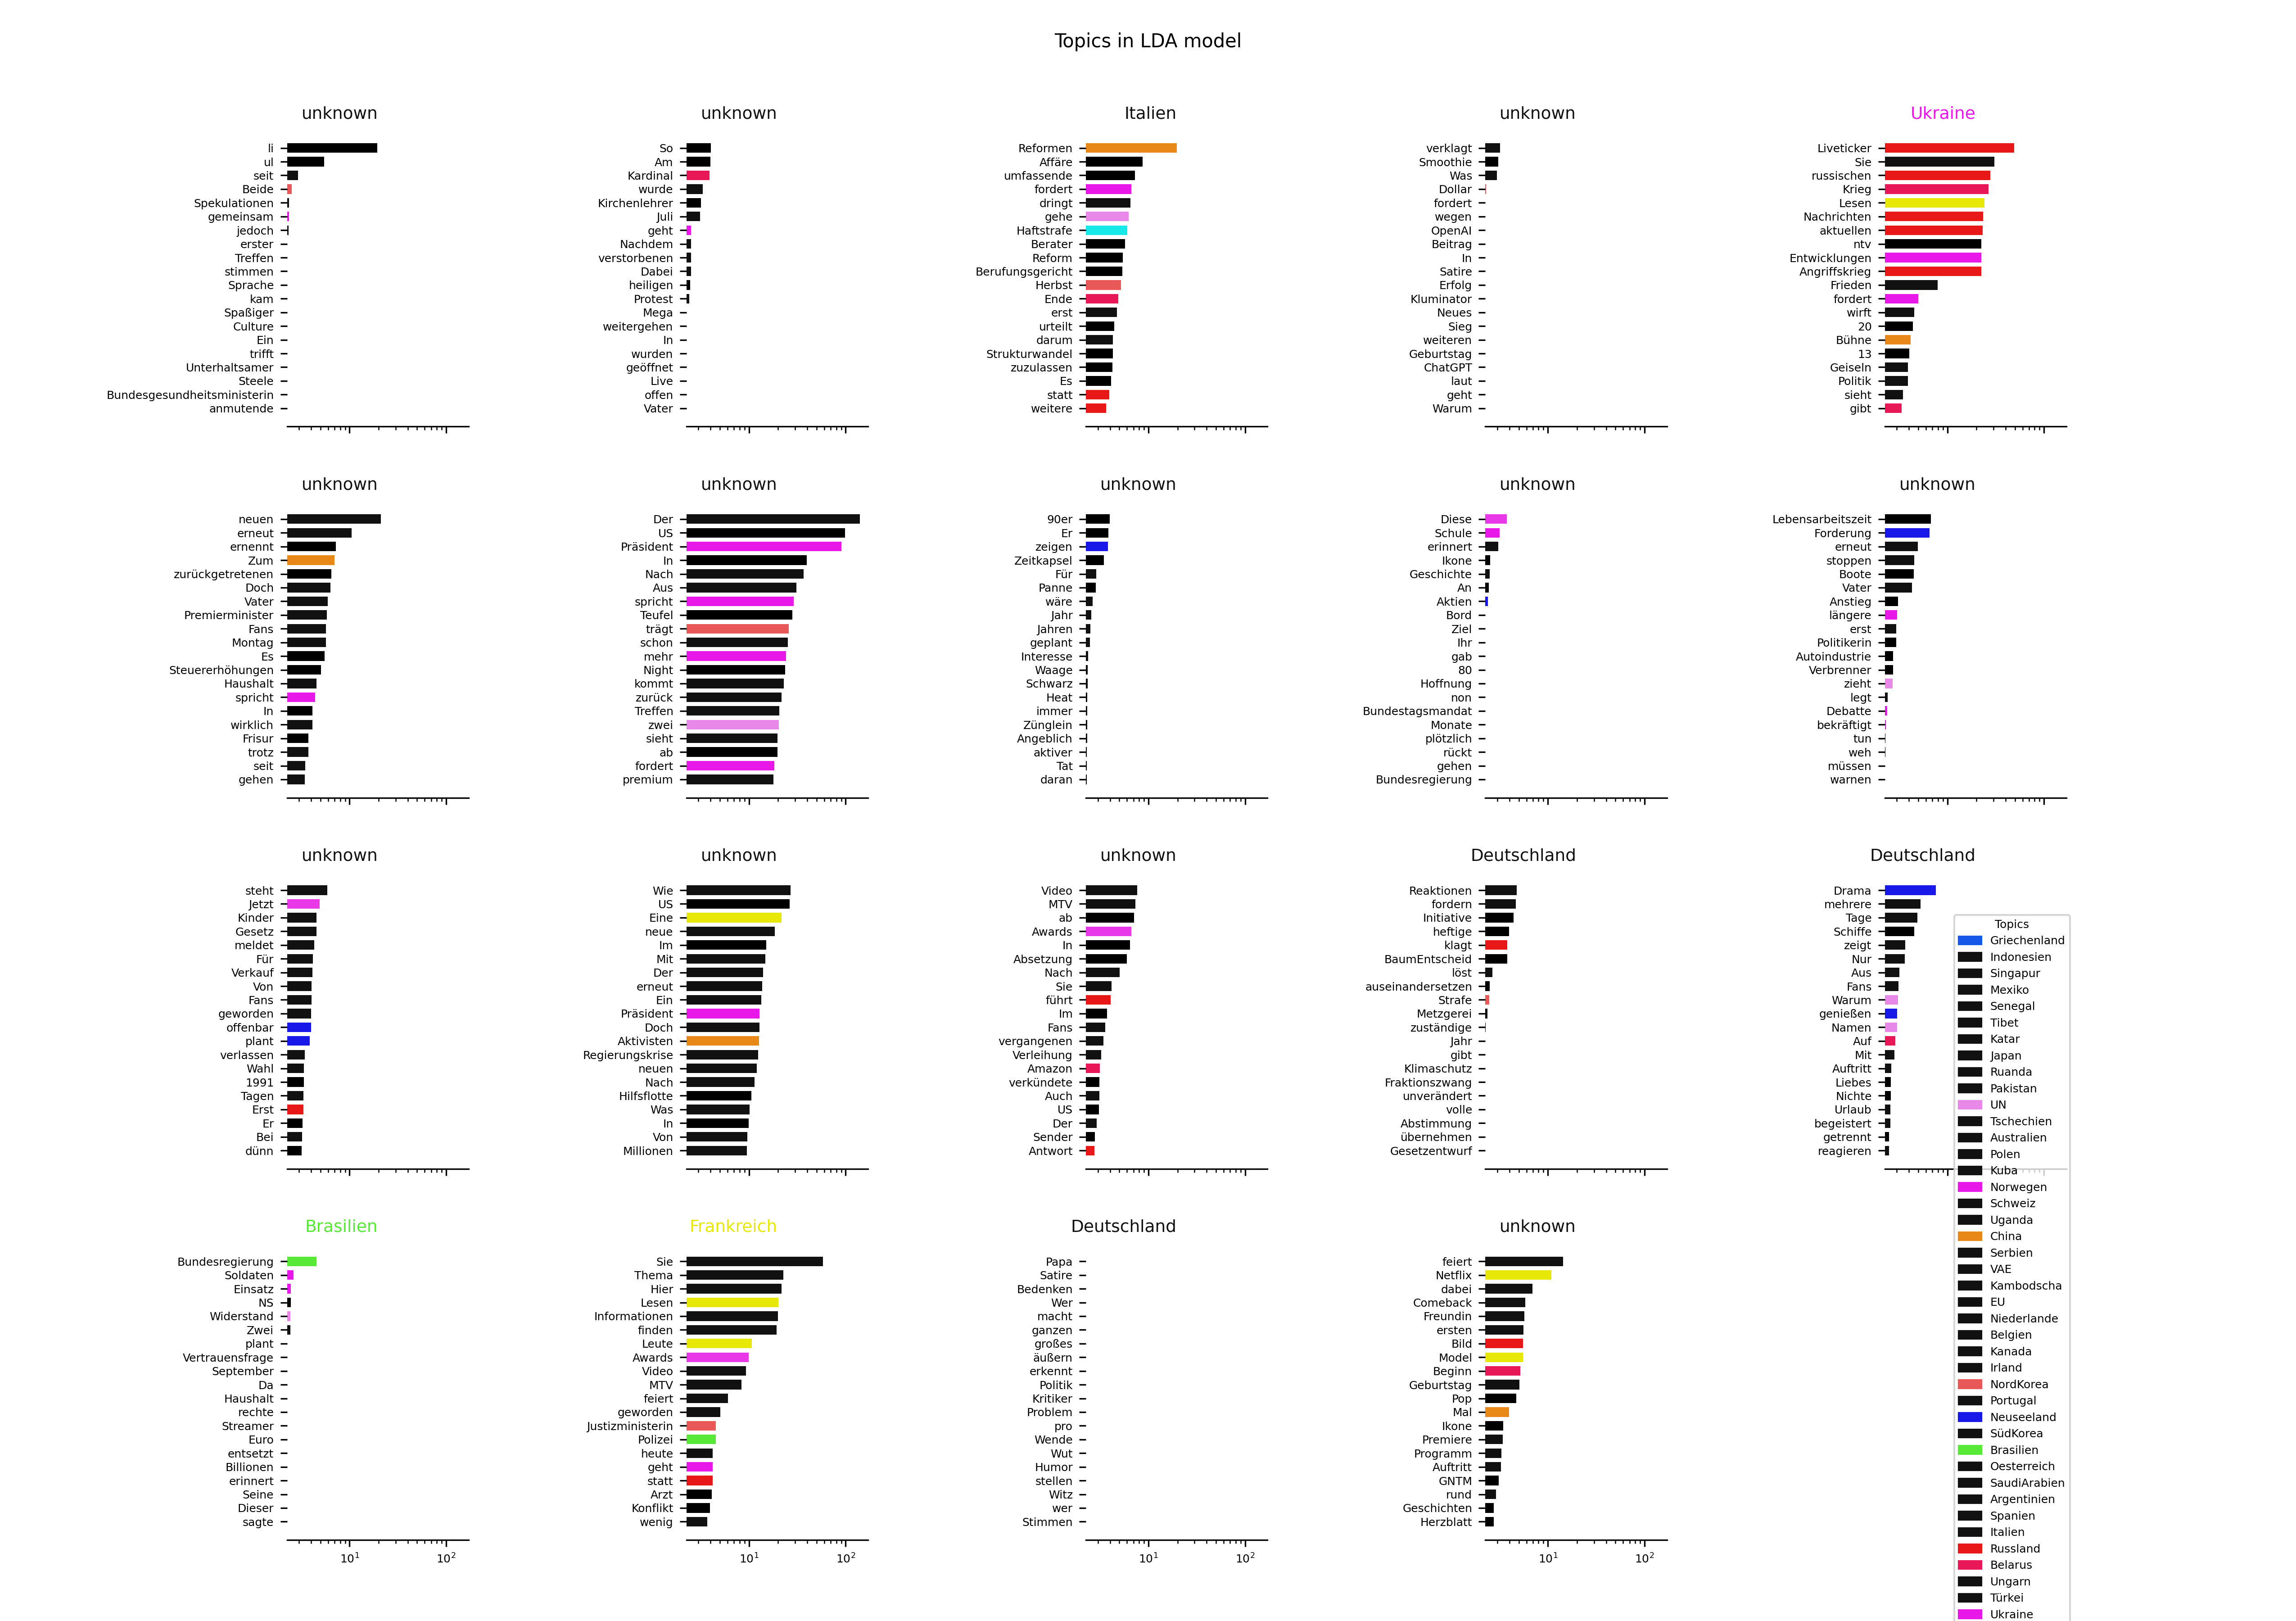 Topics in LDA model
unknown
li
ul
seit
Beide
Spekulationen
gemeinsam
jedoch
erster
Treffen
stimmen
Sprache
kam
Spaßiger
Culture
Ein
trifft
Unterhaltsamer
Steele
Bundesgesundheitsministerin
anmutende
unknown
So
Am
Kardinal
wurde
Kirchenlehrer
Juli
geht
Nachdem
verstorbenen
Dabei
heiligen
Protest
Mega
weitergehen
In
wurden
geöffnet
Live
offen
Vater
Italien
Reformen
Affäre
umfassende
fordert
dringt
gehe
Haftstrafe
Berater
Reform
Berufungsgericht
Herbst
Ende
erst
urteilt
darum
Strukturwandel
zuzulassen
Es
statt
weitere
unknown
verklagt
Smoothie
Was
Dollar
fordert
wegen
OpenAI
Beitrag
In
Satire
Erfolg
Kluminator
Neues
Sieg
weiteren
Geburtstag
ChatGPT
laut
geht
Warum
Ukraine
Liveticker
Sie
russischen
Krieg
Lesen
Nachrichten
aktuellen
ntv
Entwicklungen
Angriffskrieg
Frieden
fordert
wirft
20
Bühne
13
Geiseln
Politik
sieht
gibt
unknown
neuen
erneut
ernennt
Zum
zurückgetretenen
Doch
Vater
Premierminister
Fans
Montag
Es
Steuererhöhungen
Haushalt
spricht
In
wirklich
Frisur
trotz
seit
gehen
unknown
Der
US
Präsident
In
Nach
Aus
spricht
Teufel
trägt
schon
mehr
Night
kommt
zurück
Treffen
zwei
sieht
ab
fordert
premium
unknown
90er
Er
zeigen
Zeitkapsel
Für
Panne
wäre
Jahr
Jahren
geplant
Interesse
Waage
Schwarz
Heat
immer
Zünglein
Angeblich
aktiver
Tat
daran
unknown
Diese
Schule
erinnert
Ikone
Geschichte
An
Aktien
Bord
Ziel
Ihr
gab
80
Hoffnung
non
Bundestagsmandat
Monate
plötzlich
rückt
gehen
Bundesregierung
unknown
Lebensarbeitszeit
Forderung
erneut
stoppen
Boote
Vater
Anstieg
längere
erst
Politikerin
Autoindustrie
Verbrenner
zieht
legt
Debatte
bekräftigt
tun
weh
müssen
warnen
unknown
steht
Jetzt
Kinder
Gesetz
meldet
Für
Verkauf
Von
Fans
geworden
offenbar
plant
verlassen
Wahl
1991
Tagen
Erst
Er
Bei
dünn
unknown
Wie
US
Eine
neue
Im
Mit
Der
erneut
Ein
Präsident
Doch
Aktivisten
Regierungskrise
neuen
Nach
Hilfsflotte
Was
In
Von
Millionen
unknown
Video
MTV
ab
Awards
In
Absetzung
Nach
Sie
führt
Im
Fans
vergangenen
Verleihung
Amazon
verkündete
Auch
US
Der
Sender
Antwort
Deutschland
Reaktionen
fordern
Initiative
heftige
klagt
BaumEntscheid
löst
auseinandersetzen
Strafe
Metzgerei
zuständige
Jahr
gibt
Klimaschutz
Fraktionszwang
unverändert
volle
Abstimmung
übernehmen
Gesetzentwurf
Deutschland
Drama
mehrere
Tage
Schiffe
zeigt
Nur
Aus
Fans
Warum
genießen
Namen
Auf
Mit
Auftritt
Liebes
Nichte
Urlaub
begeistert
getrennt
reagieren
Brasilien
Bundesregierung
Soldaten
Einsatz
NS
Widerstand
Zwei
plant
Vertrauensfrage
September
Da
Haushalt
rechte
Streamer
Euro
entsetzt
Billionen
erinnert
Seine
Dieser
sagte
10¹ 10²
Frankreich
Sie
Thema
Hier
Lesen
Informationen
finden
Leute
Awards
Video
MTV
feiert
geworden
Justizministerin
Polizei
heute
geht
statt
Arzt
Konflikt
wenig
10¹ 10²
Deutschland
Papa
Satire
Bedenken
Wer
macht
ganzen
großes
äußern
erkennt
Politik
Kritiker
Problem
pro
Wende
Wut
Humor
stellen
Witz
wer
Stimmen
10¹ 10²
unknown
feiert
Netflix
dabei
Comeback
Freundin
ersten
Bild
Model
Beginn
Geburtstag
Pop
Mal
Ikone
Premiere
Programm
Auftritt
GNTM
rund
Geschichten
Herzblatt
10¹ 10²
Topics
Griechenland
Indonesien
Singapur
Mexiko
Senegal
Tibet
Katar
Japan
Ruanda
Pakistan
UN
Tschechien
Australien
Polen
Kuba
Norwegen
Schweiz
Uganda
China
Serbien
VAE
Kambodscha
EU
Niederlande
Belgien
Kanada
Irland
NordKorea
Portugal
Neuseeland
SüdKorea
Brasilien
Oesterreich
SaudiArabien
Argentinien
Spanien
Italien
Russland
Belarus
Ungarn
Türkei
Ukraine